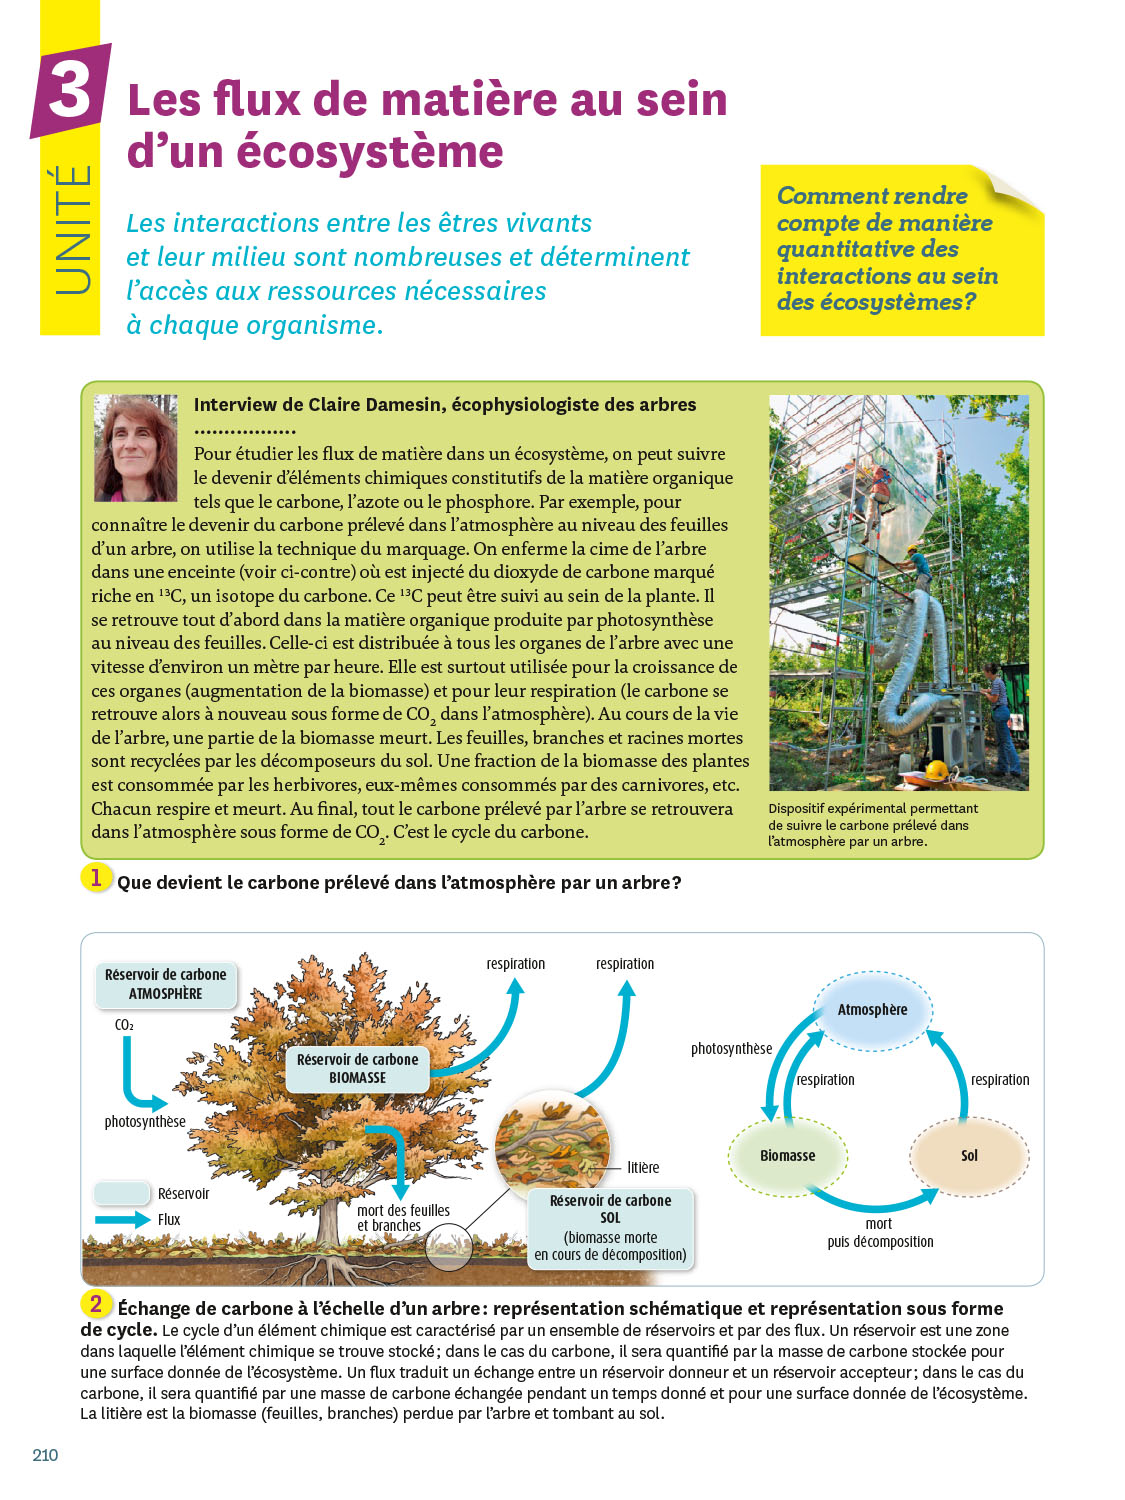 3
UNITÉ
Les flux de matière au sein
d’un écosystème
Les interactions entre les êtres vivants
et leur milieu sont nombreuses et déterminent
l’accès aux ressources nécessaires
à chaque organisme.
Comment rendre
compte de manière
quantitative des
interactions au sein
des écosystèmes ?
Interview de Claire Damesin, écophysiologiste des arbres
.................
Pour étudier les flux de matière dans un écosystème, on peut suivre
le devenir d’éléments chimiques constitutifs de la matière organique
tels que le carbone, l’azote ou le phosphore. Par exemple, pour
connaître le devenir du carbone prélevé dans l’atmosphère au niveau des feuilles
d’un arbre, on utilise la technique du marquage. On enferme la cime de l’arbre
dans une enceinte (voir ci-contre) où est injecté du dioxyde de carbone marqué
riche en ¹³C, un isotope du carbone. Ce ¹³C peut être suivi au sein de la plante. Il
se retrouve tout d’abord dans la matière organique produite par photosynthèse
au niveau des feuilles. Celle-ci est distribuée à tous les organes de l’arbre avec une
vitesse d’environ un mètre par heure. Elle est surtout utilisée pour la croissance de
ces organes (augmentation de la biomasse) et pour leur respiration (le carbone se
retrouve alors à nouveau sous forme de CO₂ dans l’atmosphère). Au cours de la vie
de l’arbre, une partie de la biomasse meurt. Les feuilles, branches et racines mortes
sont recyclées par les décomposeurs du sol. Une fraction de la biomasse des plantes
est consommée par les herbivores, eux-mêmes consommés par des carnivores, etc.
Chacun respire et meurt. Au final, tout le carbone prélevé par l’arbre se retrouvera
dans l’atmosphère sous forme de CO₂. C’est le cycle du carbone.
Dispositif expérimental permettant
de suivre le carbone prélevé dans
l’atmosphère par un arbre.
1 Que devient le carbone prélevé dans l’atmosphère par un arbre ?
Réservoir de carbone
ATMOSPHÈRE
CO₂
photosynthèse
Réservoir de carbone
BIOMASSE
respiration
respiration
mort des feuilles
et branches
litière
Réservoir de carbone
SOL
(biomasse morte
en cours de décomposition)
Réservoir
Flux
Atmosphère
photosynthèse
respiration
respiration
Biomasse
Sol
mort
puis décomposition
2 Échange de carbone à l’échelle d’un arbre : représentation schématique et représentation sous forme
de cycle. Le cycle d’un élément chimique est caractérisé par un ensemble de réservoirs et par des flux. Un réservoir est une zone
dans laquelle l’élément chimique se trouve stocké ; dans le cas du carbone, il sera quantifié par la masse de carbone stockée pour
une surface donnée de l’écosystème. Un flux traduit un échange entre un réservoir donneur et un réservoir accepteur ; dans le cas du
carbone, il sera quantifié par une masse de carbone échangée pendant un temps donné et pour une surface donnée de l’écosystème.
La litière est la biomasse (feuilles, branches) perdue par l’arbre et tombant au sol.
210